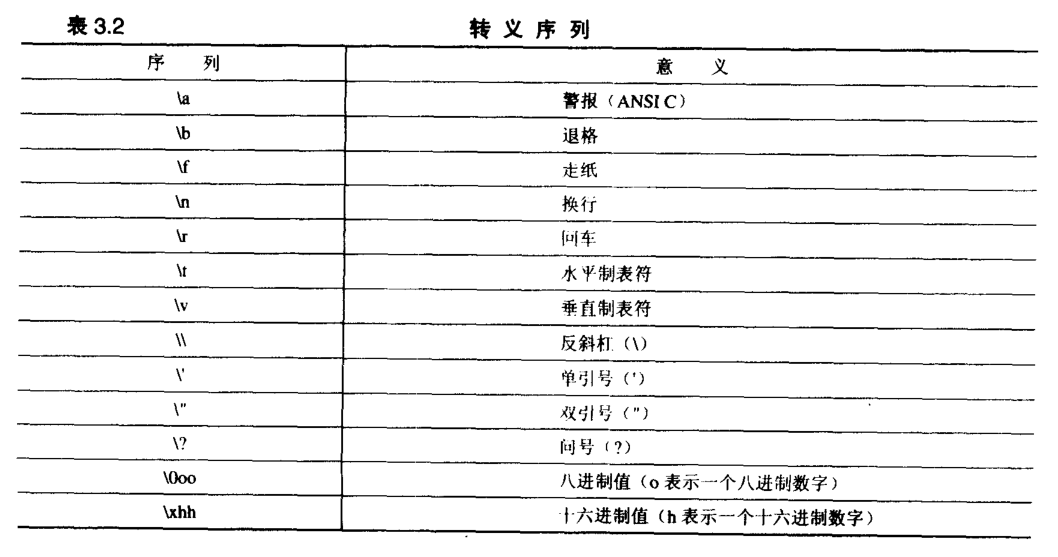 表 3.2 转义序列
序 列 意 义
\a 警报（ANSI C）
\b 退格
\f 走纸
\n 换行
\r 回车
\t 水平制表符
\v 垂直制表符
\\ 反斜杠（\）
\' 单引号（'）
\" 双引号（"）
\? 问号（?）
\0oo 八进制值（o 表示一个八进制数字）
\xhh 十六进制值（h 表示一个十六进制数字）